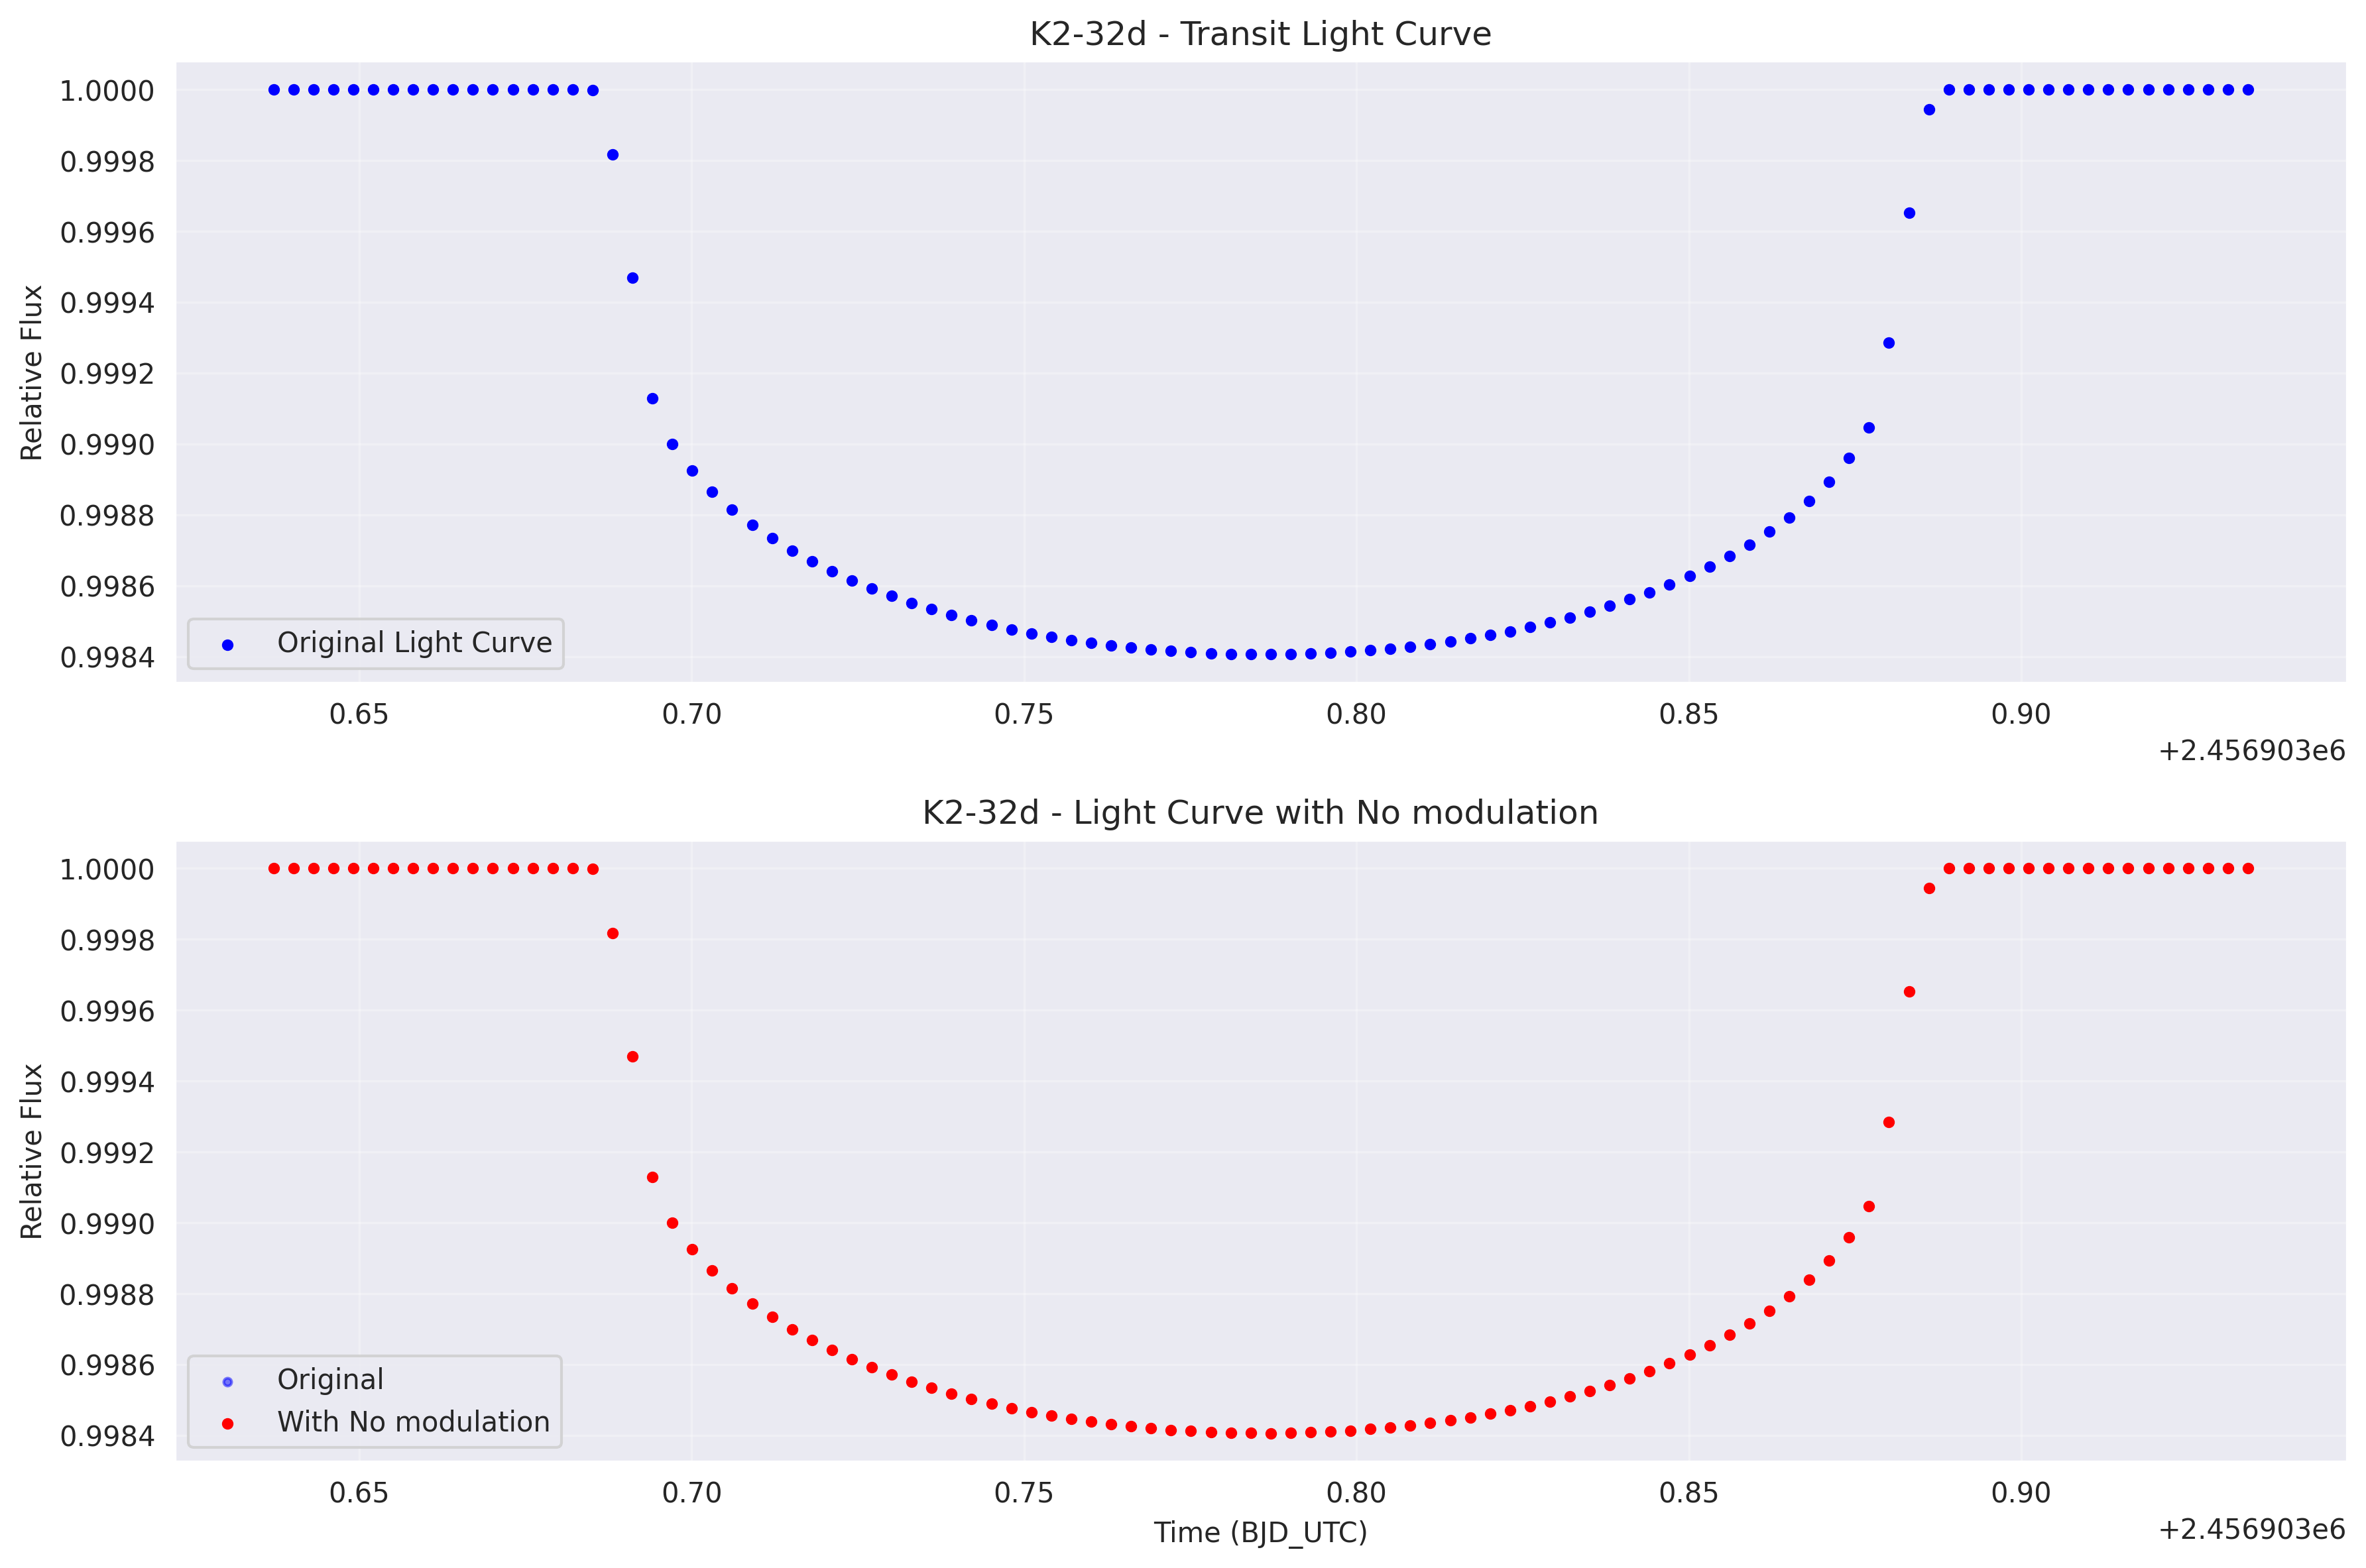 K2-32d - Transit Light Curve
Relative Flux
1.0000
0.9998
0.9996
0.9994
0.9992
0.9990
0.9988
0.9986
0.9984
Original Light Curve
0.65 0.70 0.75 0.80 0.85 0.90
+2.456903e6
K2-32d - Light Curve with No modulation
Relative Flux
1.0000
0.9998
0.9996
0.9994
0.9992
0.9990
0.9988
0.9986
0.9984
Original
With No modulation
0.65 0.70 0.75 0.80 0.85 0.90
Time (BJD_UTC)
+2.456903e6